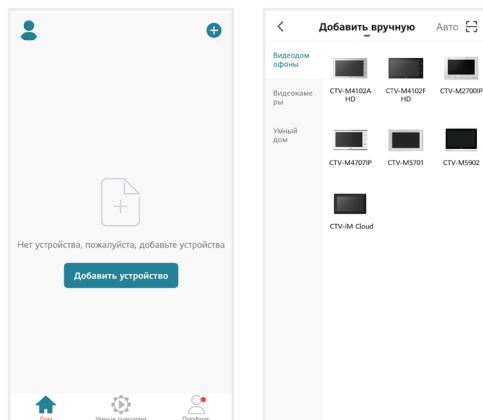 Нет устройства, пожалуйста, добавьте устройства
Добавить устройство
Дом
Умные сценарии
Профиль
Добавить вручную
Авто
Видеодом
офоны
Видеокаме
ры
Умный
дом
CTV-M4102A
HD
CTV-M4102F
HD
CTV-M2700IP
CTV-M4707IP
CTV-M5701
CTV-M5902
CTV-iM Cloud